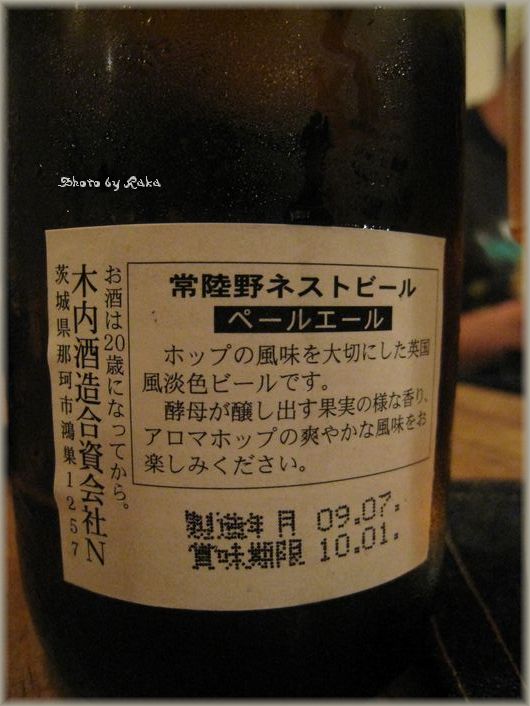 Photo by Raka
常陸野ネストビール
ペールエール
ホップの風味を大切にした英国
風淡色ビールです。
酵母が醸し出す果実の様な香り、
アロマホップの爽やかな風味をお
楽しみください。
お酒は20歳になってから。
木内酒造合資会社N
茨城県那珂市鴻巣1257
製造年月 09.07.
賞味期限 10.01.